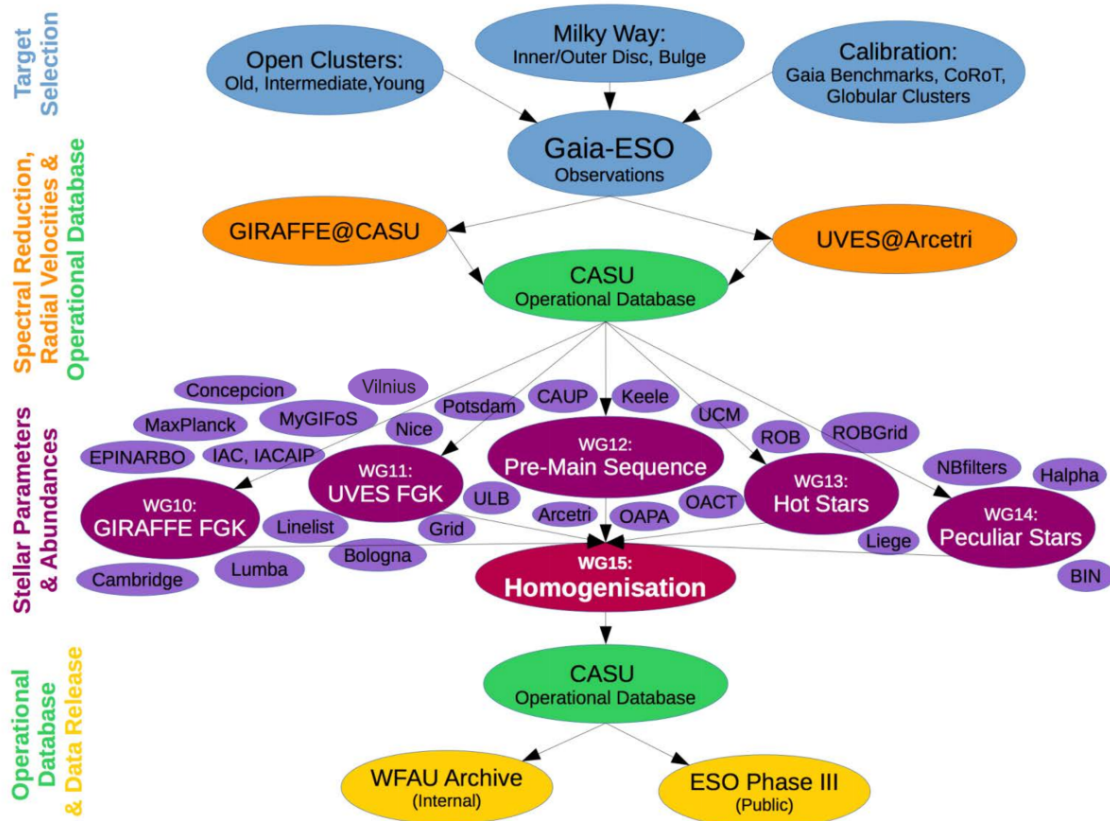 Target
Selection
Open Clusters:
Old, Intermediate,Young
Milky Way:
Inner/Outer Disc, Bulge
Calibration:
Gaia Benchmarks, CoRoT,
Globular Clusters
Gaia-ESO
Observations
Spectral Reduction,
Radial Velocities &
Operational Database
GIRAFFE@CASU
UVES@Arcetri
CASU
Operational Database
Stellar Parameters
& Abundances
Concepcion
Vilnius
MaxPlanck
MyGIFoS
Nice
Potsdam
CAUP
Keele
UCM
ROB
ROBGrid
EPINARBO
IAC, IACAIP
NBfilters
Halpha
WG10:
GIRAFFE FGK
WG11:
UVES FGK
WG12:
Pre-Main Sequence
WG13:
Hot Stars
WG14:
Peculiar Stars
ULB
Linelist
Grid
Arcetri
OAPA
OACT
Liege
Cambridge
Lumba
Bologna
BIN
WG15:
Homogenisation
Operational
Database
& Data Release
CASU
Operational Database
WFAU Archive
(Internal)
ESO Phase III
(Public)